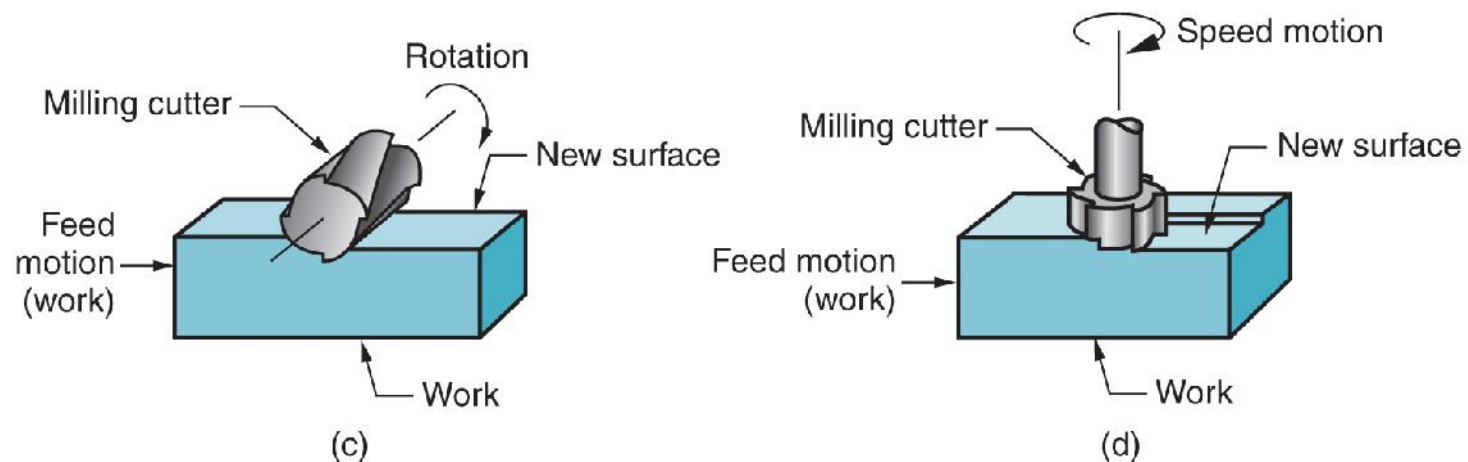 Rotation
Milling cutter
New surface
Feed
motion
(work)
Work
(c)
Speed motion
Milling cutter
New surface
Feed motion
(work)
Work
(d)